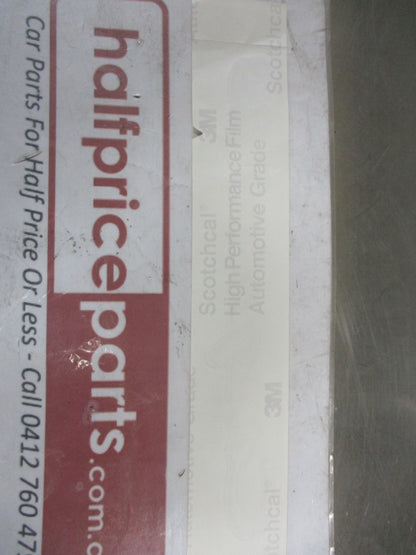 halfpriceparts.com.
Car Parts For Half Price Or Less - Call 0412 760 47
Scotchcal
3M
Scotchcal
High Performance Film
Automotive Grade
3M
otchcal